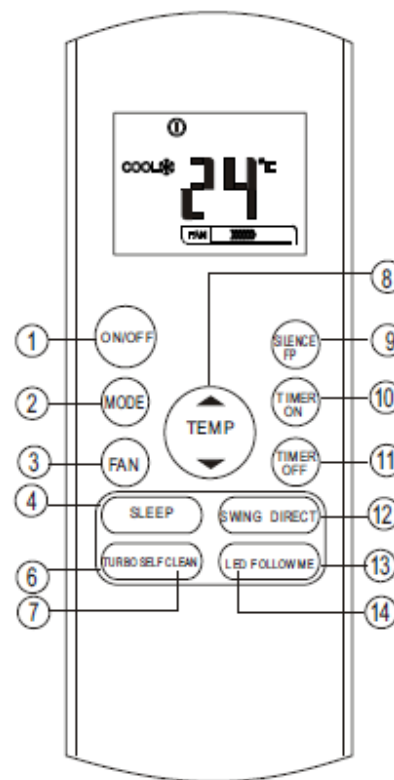 COOL 24 °C
FAN
8
1 ON/OFF SILENCE FP 9
2 MODE TEMP TIMER ON 10
3 FAN TIMER OFF 11
4 SLEEP SWING DIRECT 12
6 TURBO SELF CLEAN LED FOLLOW ME 13
7 14